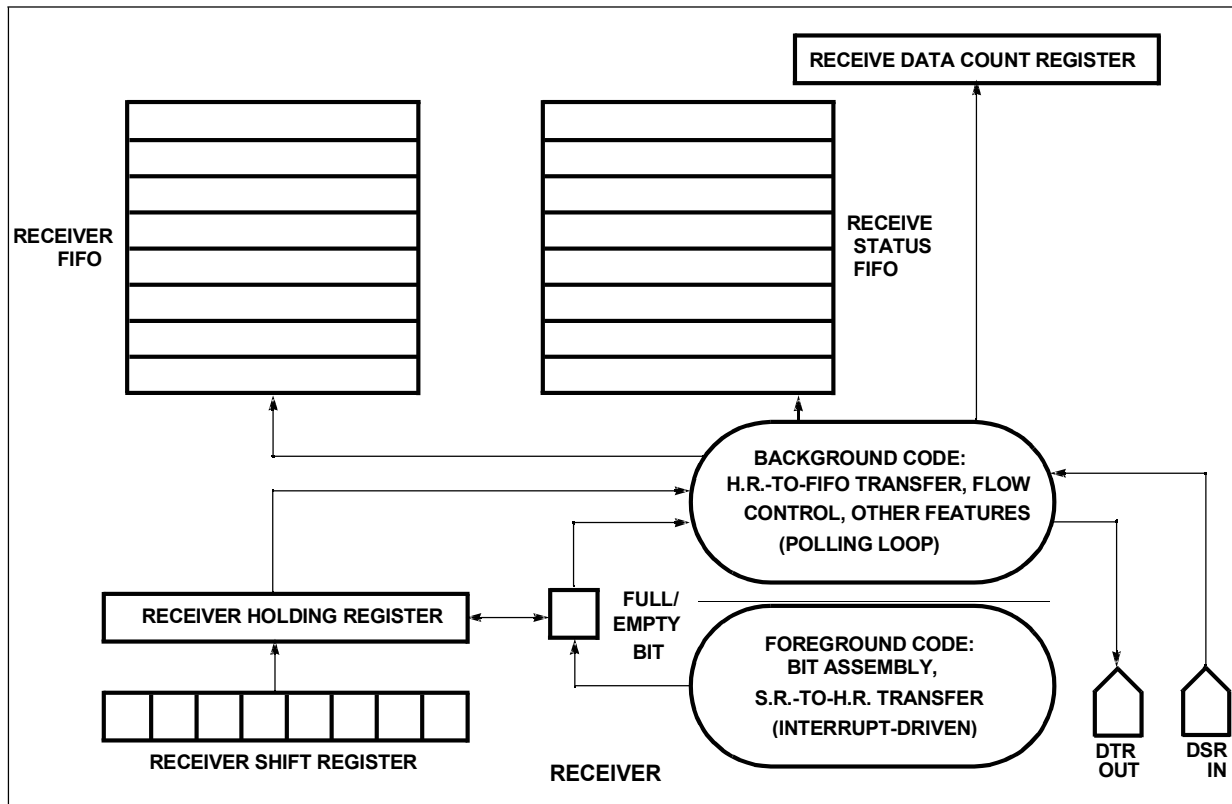 RECEIVE DATA COUNT REGISTER
RECEIVER
FIFO
RECEIVE
STATUS
FIFO
BACKGROUND CODE:
H.R.-TO-FIFO TRANSFER, FLOW
CONTROL, OTHER FEATURES
(POLLING LOOP)
RECEIVER HOLDING REGISTER
FULL/
EMPTY
BIT
FOREGROUND CODE:
BIT ASSEMBLY,
S.R.-TO-H.R. TRANSFER
(INTERRUPT-DRIVEN)
RECEIVER SHIFT REGISTER
DTR
OUT
DSR
IN
RECEIVER